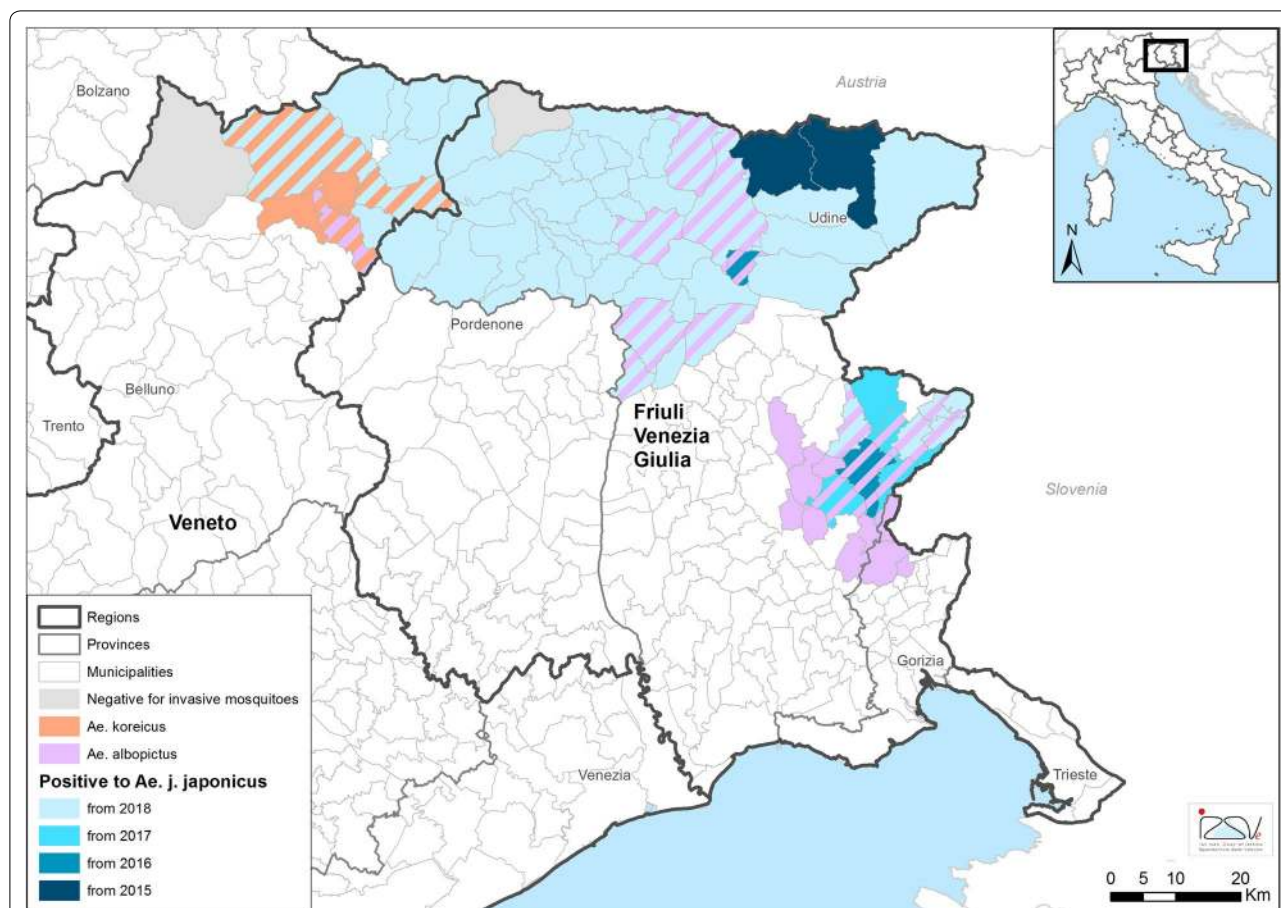 Bolzano
Austria
Udine
N
Pordenone
Belluno
Trento
Friuli
Venezia
Giulia
Slovenia
Veneto
Gorizia
Venezia
Trieste
Regions
Provinces
Municipalities
Negative for invasive mosquitoes
Ae. koreicus
Ae. albopictus
Positive to Ae. j. japonicus
from 2018
from 2017
from 2016
from 2015
0 5 10 20
Km